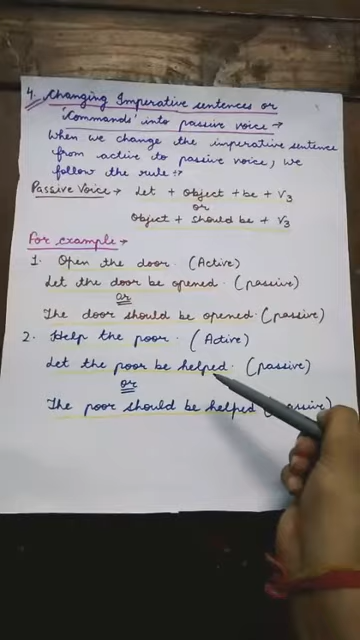 4. Changing Imperative sentences or
'Commands' into passive voice →
When we change the imperative sentence
from active to passive voice, we
follow the rule :→
Passive Voice → Let + Object + be + V3
or
Object + should be + V3
For example →
1. Open the door. (Active)
Let the door be opened. (passive)
or
The door should be opened. (passive)
2. Help the poor. (Active)
Let the poor be helped. (passive)
or
The poor should be helped (passive)